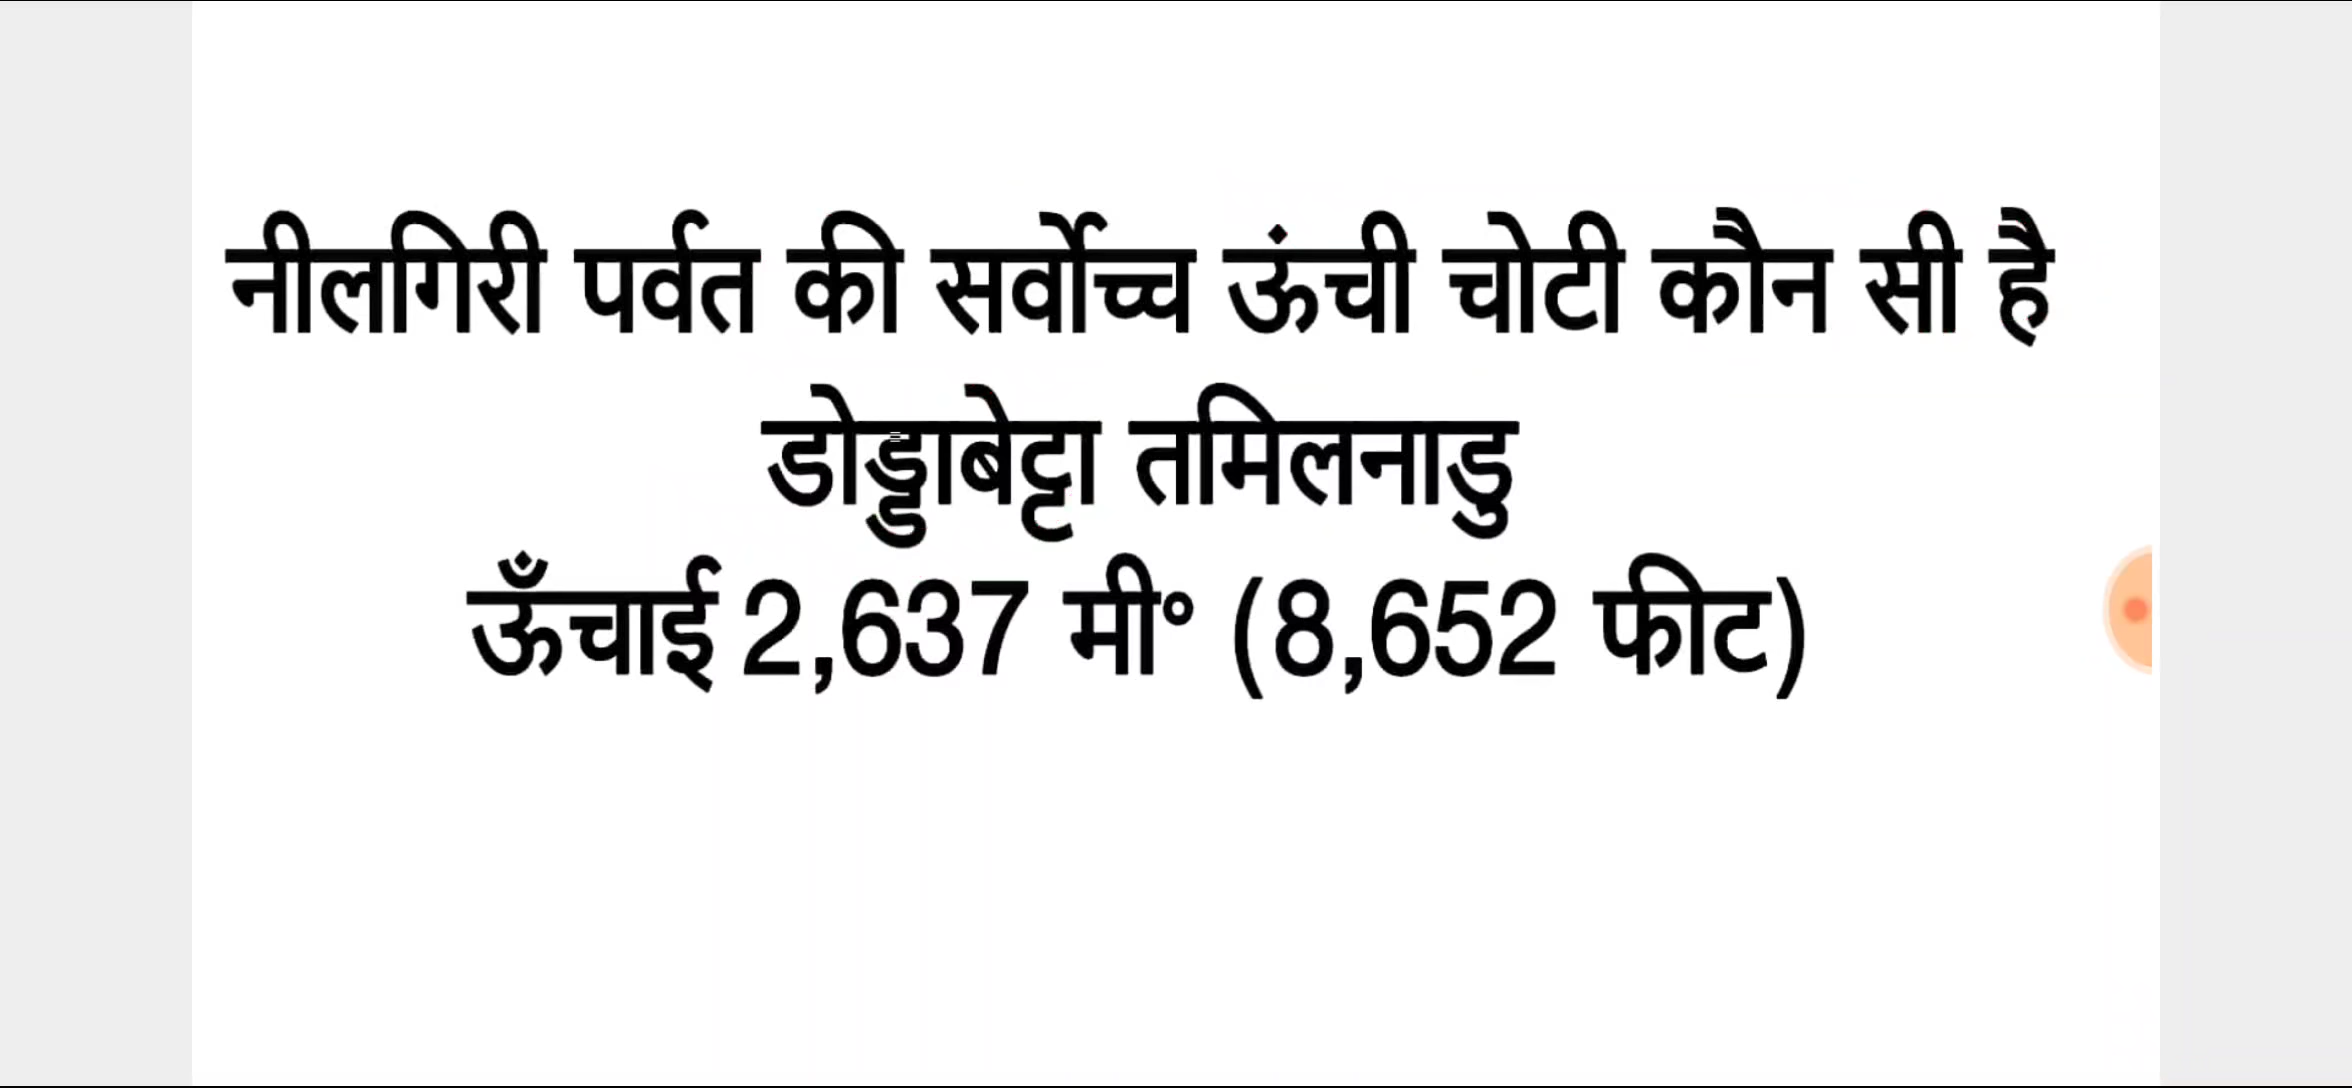 नीलगिरी पर्वत की सर्वोच्च ऊंची चोटी कौन सी है
डोड्डाबेट्टा तमिलनाडु
ऊँचाई 2,637 मी॰ (8,652 फीट)